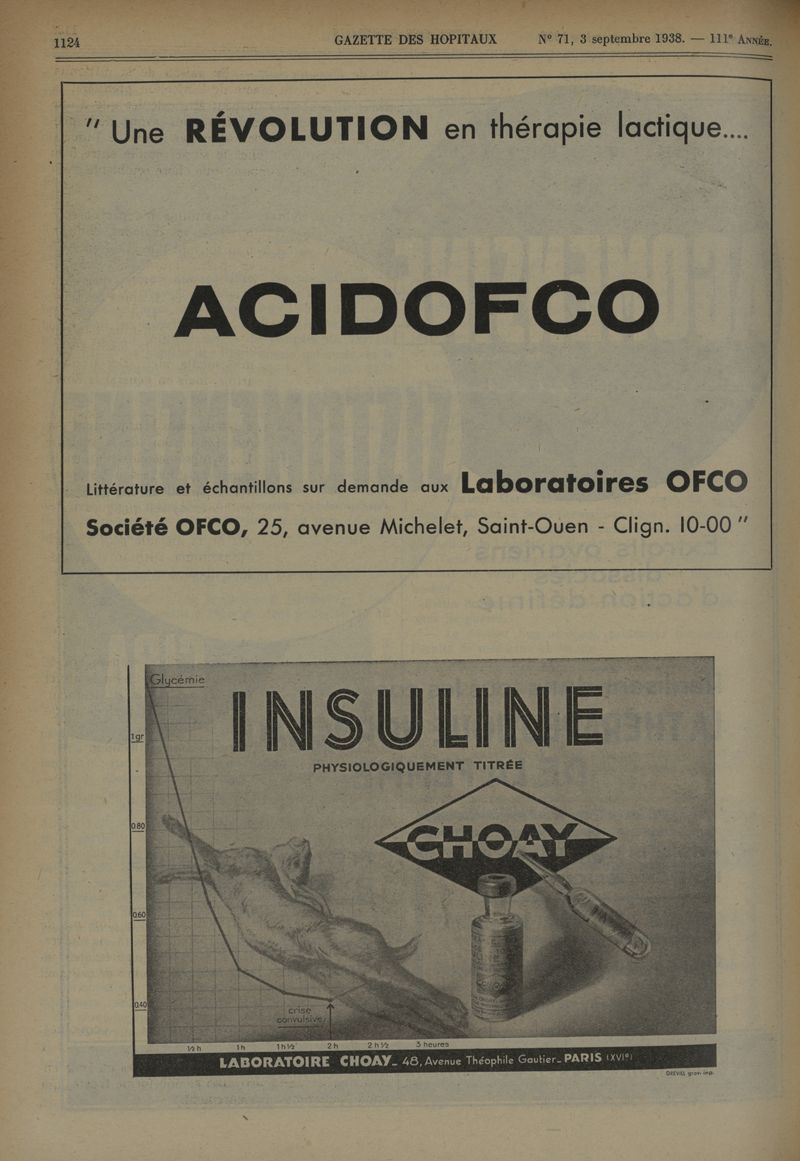 1124
GAZETTE DES HOPITAUX
N° 71, 3 septembre 1938. — 111e ANNÉE.
" Une RÉVOLUTION en thérapie lactique....
ACIDOFCO
Littérature et échantillons sur demande aux Laboratoires OFCO
Société OFCO, 25, avenue Michelet, Saint-Ouen - Clign. 10-00 "
Glycémie
INSULINE
PHYSIOLOGIQUEMENT TITRÉE
1gr
CHOAY
0.80
0.60
0.40
crise
convulsive
½ h 1h 1h½ 2h 2h½ 3 heures
LABORATOIRE CHOAY_ 48, Avenue Théophile Gautier_ PARIS (XVIe)